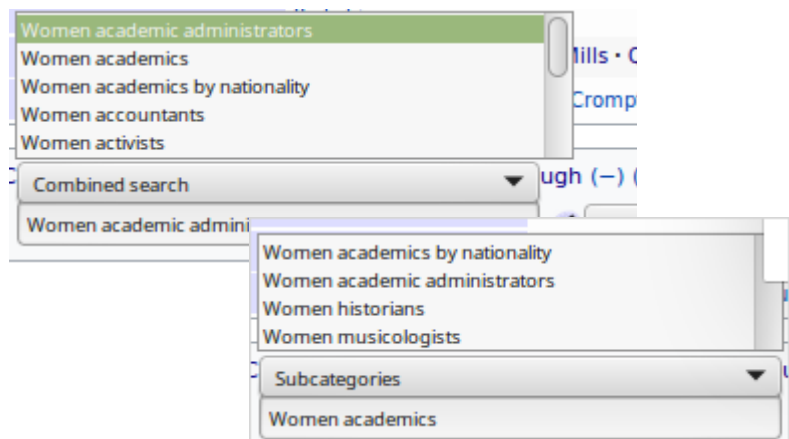 Women academic administrators
Women academics
Mills • C
Women academics by nationality
Cromp
Women accountants
Women activists
Combined search
ugh (−) (
Women academic admini
Women academics by nationality
Women academic administrators
Women historians
Women musicologists
Subcategories
Women academics